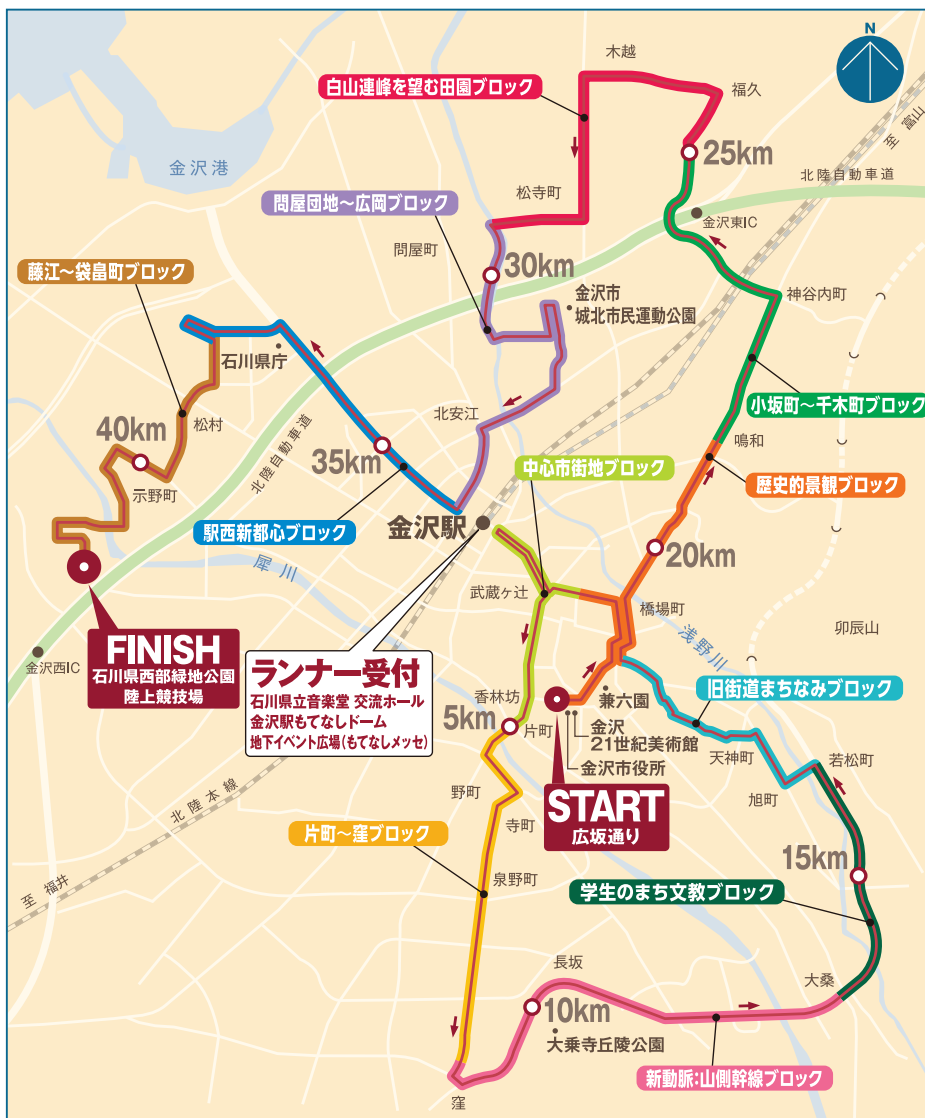 N
木越
白山連峰を望む田園ブロック
福久
至 富山
25km
北陸自動車道
金沢港
松寺町
問屋団地〜広岡ブロック
金沢東IC
問屋町
藤江〜袋畠町ブロック
30km
神谷内町
金沢市
城北市民運動公園
石川県庁
小坂町〜千木町ブロック
北安江
松村
40km
鳴和
35km
北陸自動車道
中心市街地ブロック
歴史的景観ブロック
示野町
駅西新都心ブロック
金沢駅
20km
犀川
武蔵ヶ辻
橋場町
浅野川
卯辰山
FINISH
石川県西部緑地公園
陸上競技場
金沢西IC
ランナー受付
石川県立音楽堂 交流ホール
金沢駅もてなしドーム
地下イベント広場(もてなしメッセ)
香林坊
兼六園
旧街道まちなみブロック
5km
片町
金沢
21世紀美術館
金沢市役所
天神町
若松町
野町
旭町
START
広坂通り
北陸本線
寺町
片町〜窪ブロック
15km
泉野町
学生のまち文教ブロック
至 福井
長坂
大桑
10km
大乗寺丘陵公園
新動脈:山側幹線ブロック
窪